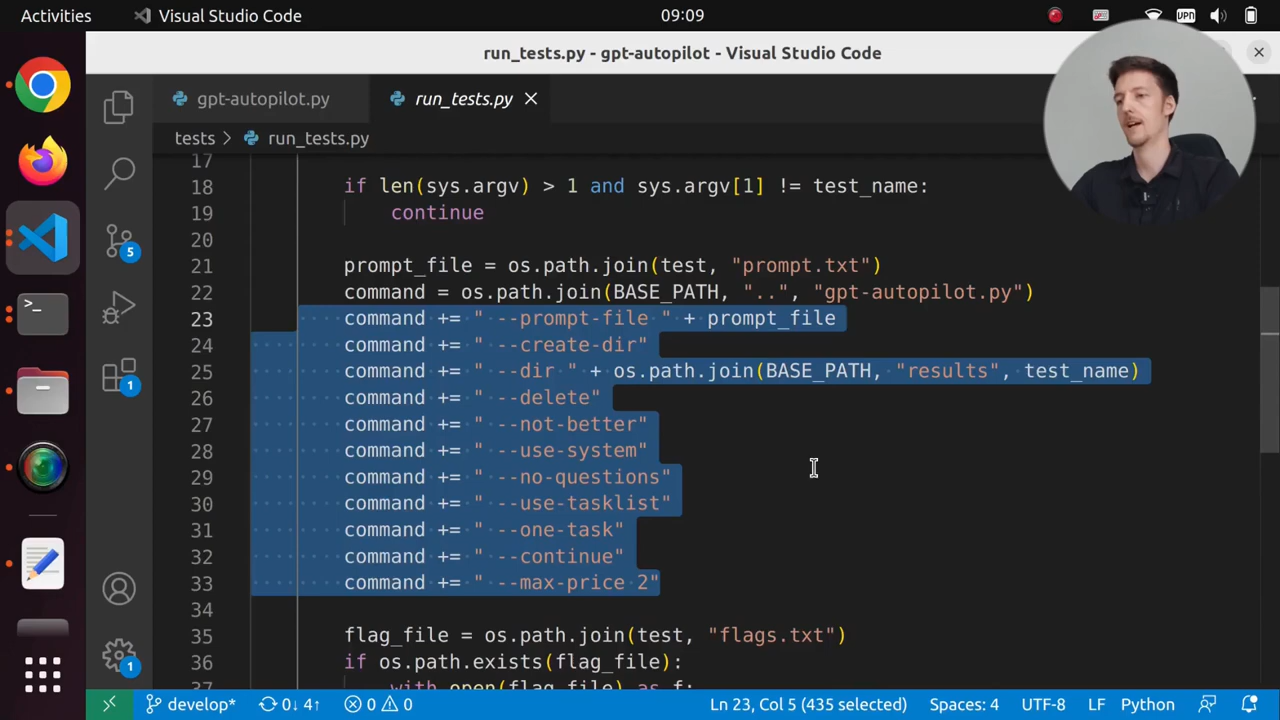 Activities
Visual Studio Code
09:09
VPN
run_tests.py - gpt-autopilot - Visual Studio Code
gpt-autopilot.py
run_tests.py
tests > run_tests.py
17
18 if len(sys.argv) > 1 and sys.argv[1] != test_name:
19 continue
20
21 prompt_file = os.path.join(test, "prompt.txt")
22 command = os.path.join(BASE_PATH, "..", "gpt-autopilot.py")
23 command += " --prompt-file " + prompt_file
24 command += " --create-dir"
25 command += " --dir " + os.path.join(BASE_PATH, "results", test_name)
26 command += " --delete"
27 command += " --not-better"
28 command += " --use-system"
29 command += " --no-questions"
30 command += " --use-tasklist"
31 command += " --one-task"
32 command += " --continue"
33 command += " --max-price 2"
34
35 flag_file = os.path.join(test, "flags.txt")
36 if os.path.exists(flag_file):
37 with open(flag_file) as f:
5
1
1
develop* 0↓ 4↑ 0 0 Ln 23, Col 5 (435 selected) Spaces: 4 UTF-8 LF Python